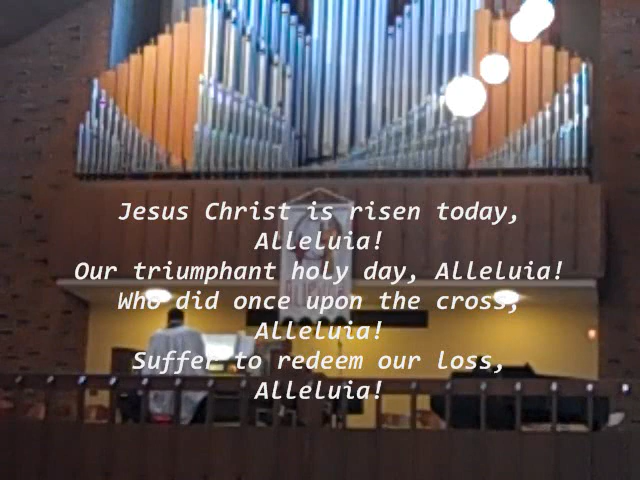 Jesus Christ is risen today,
Alleluia!
Our triumphant holy day, Alleluia!
Who did once upon the cross,
Alleluia!
Suffer to redeem our loss,
Alleluia!